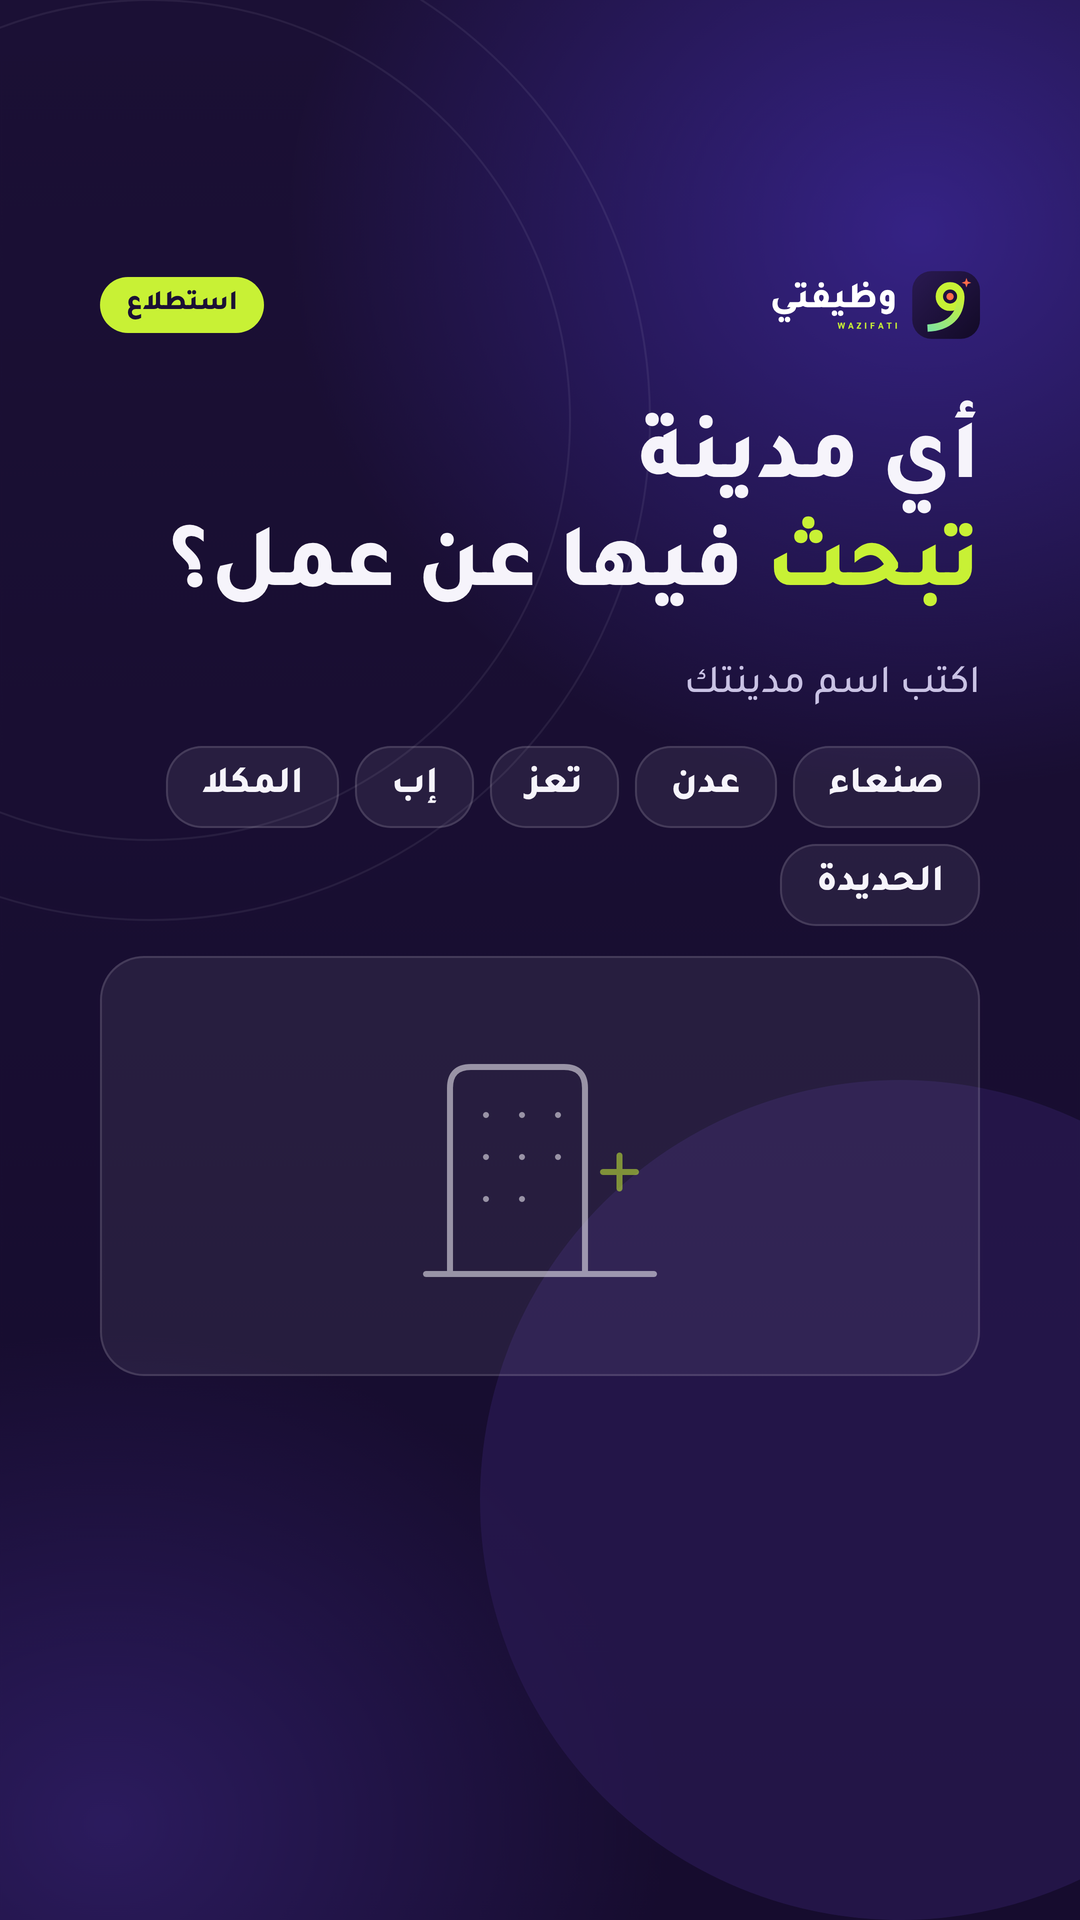 وظيفتي
WAZIFATI
استطلاع
أي مدينة
تبحث فيها عن عمل؟
اكتب اسم مدينتك
صنعاء عدن تعز إب المكلا
الحديدة